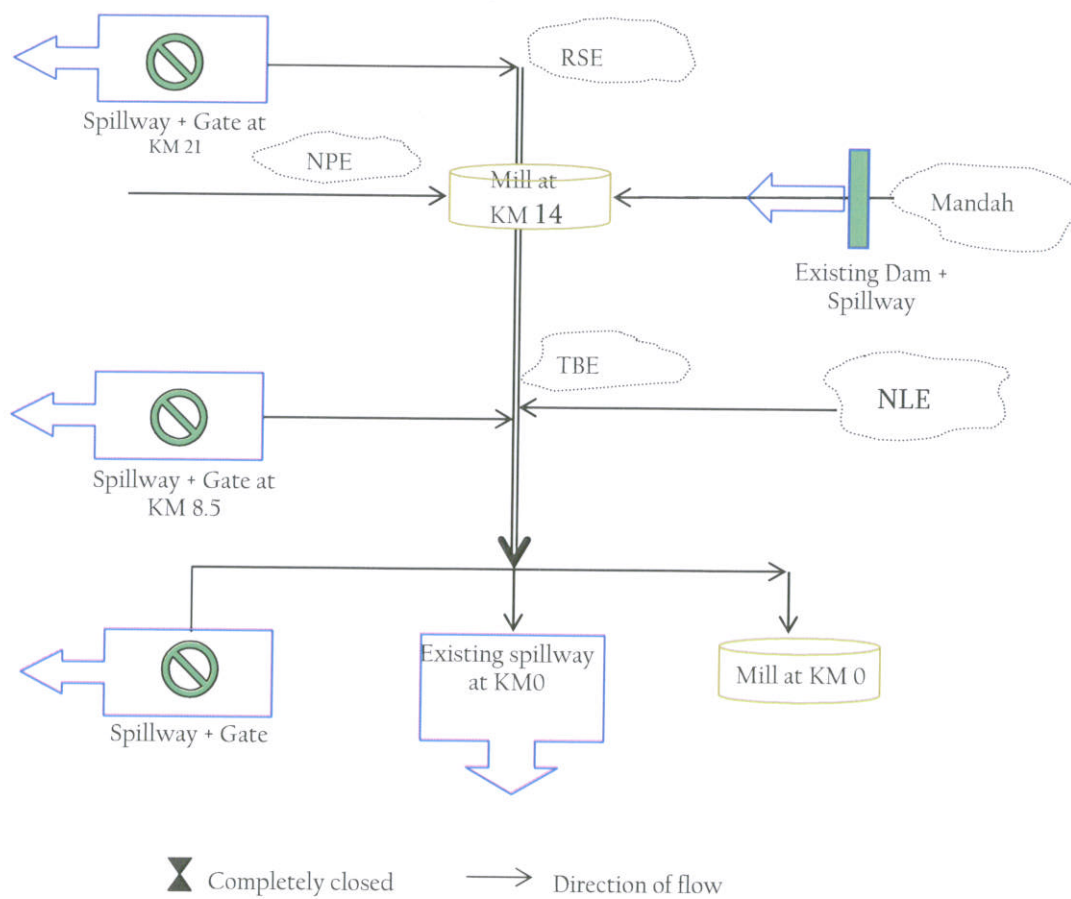 RSE
Spillway + Gate at
KM 21
NPE
Mill at
KM 14
Mandah
Existing Dam +
Spillway
TBE
NLE
Spillway + Gate at
KM 8.5
Existing spillway
at KM0
Mill at KM 0
Spillway + Gate
Completely closed
Direction of flow